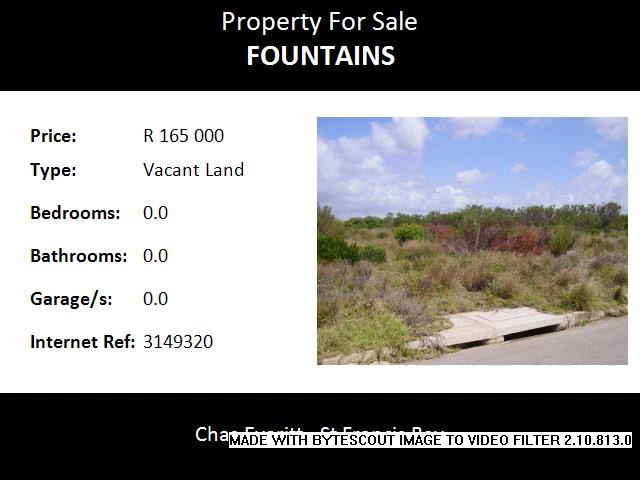 Property For Sale
FOUNTAINS
Price: R 165 000
Type: Vacant Land
Bedrooms: 0.0
Bathrooms: 0.0
Garage/s: 0.0
Internet Ref: 3149320
MADE WITH BYTESCOUT IMAGE TO VIDEO FILTER 2.10.813.0